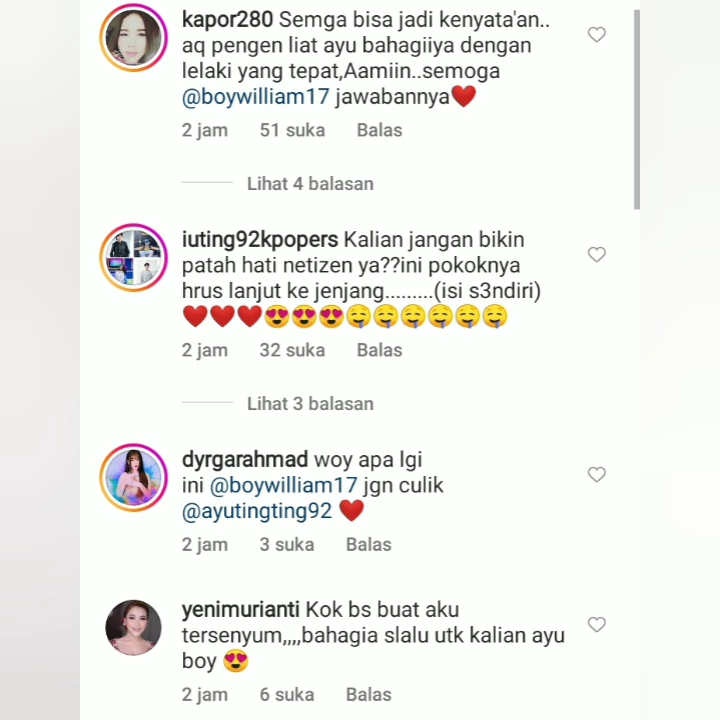 kapor280 Semga bisa jadi kenyata'an..
aq pengen liat ayu bahagiiya dengan
lelaki yang tepat,Aamiin..semoga
@boywilliam17 jawabannya❤️
2 jam 51 suka Balas
Lihat 4 balasan
iuting92kpopers Kalian jangan bikin
patah hati netizen ya??ini pokoknya
hrus lanjut ke jenjang.........(isi s3ndiri)
❤️❤️❤️😍😍😍🤤🤤🤤🤤🤤🤤
2 jam 32 suka Balas
Lihat 3 balasan
dyrgarahmad woy apa lgi
ini @boywilliam17 jgn culik
@ayutingting92 ❤️
2 jam 3 suka Balas
yenimurianti Kok bs buat aku
tersenyum,,,,bahagia slalu utk kalian ayu
boy 😍
2 jam 6 suka Balas